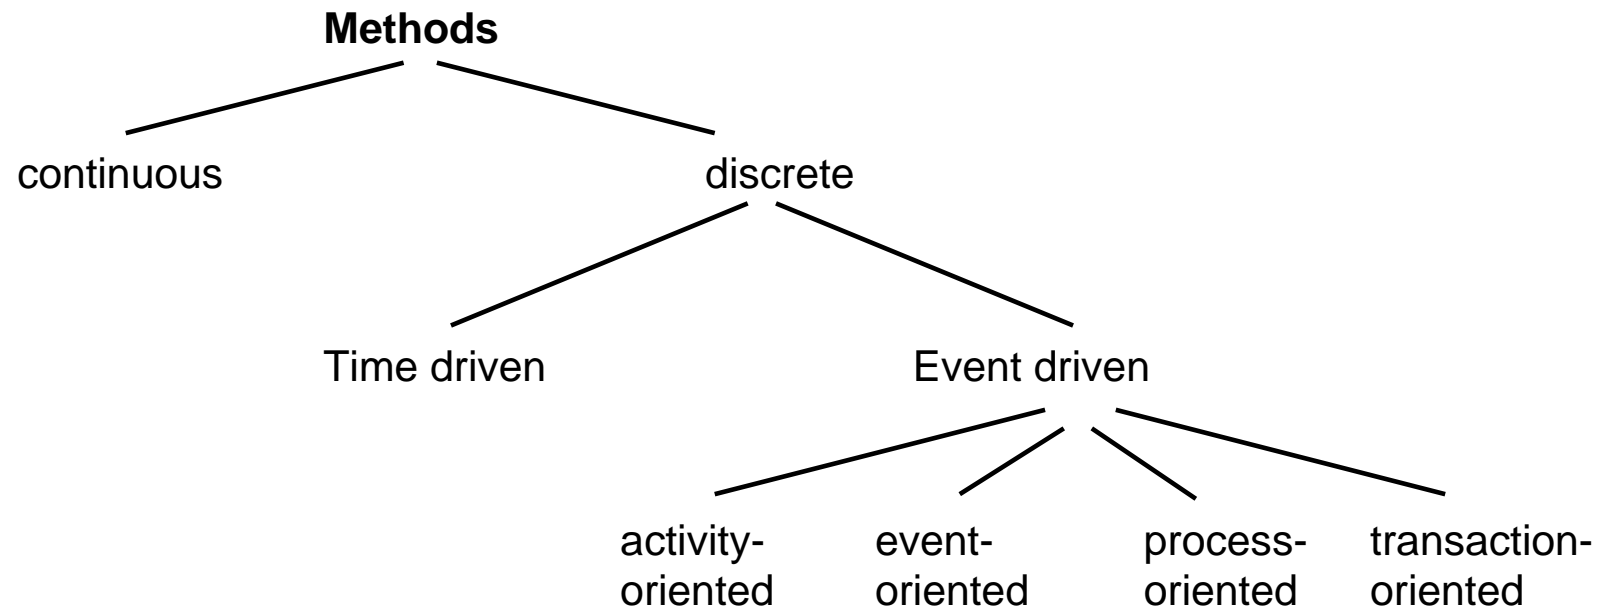 Methods
continuous
discrete
Time driven
Event driven
activity-
oriented
event-
oriented
process-
oriented
transaction-
oriented